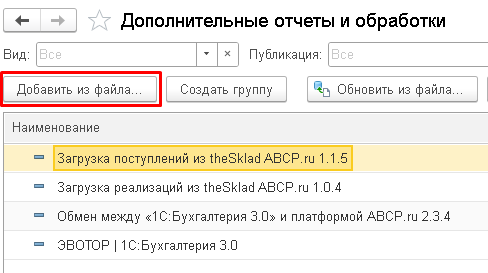 Дополнительные отчеты и обработки
Вид: Все Публикация: Все
Добавить из файла... Создать группу Обновить из файла...
Наименование
Загрузка поступлений из theSklad ABCP.ru 1.1.5
Загрузка реализаций из theSklad ABCP.ru 1.0.4
Обмен между «1С:Бухгалтерия 3.0» и платформой ABCP.ru 2.3.4
ЭВОТОР | 1С:Бухгалтерия 3.0